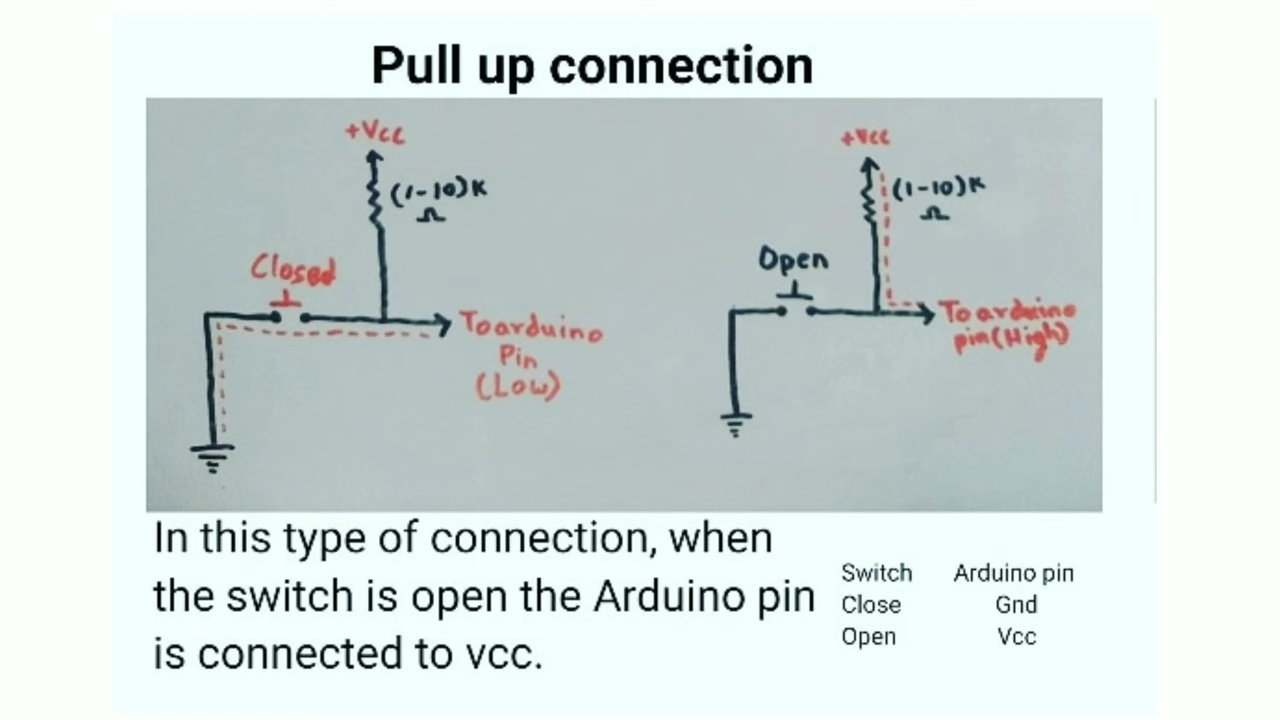 Pull up connection
+Vcc
(1-10)K
Ω
Closed
To arduino
Pin
(Low)
+Vcc
(1-10)K
Ω
Open
To arduino
pin (High)
In this type of connection, when
the switch is open the Arduino pin
is connected to vcc.
Switch Arduino pin
Close Gnd
Open Vcc